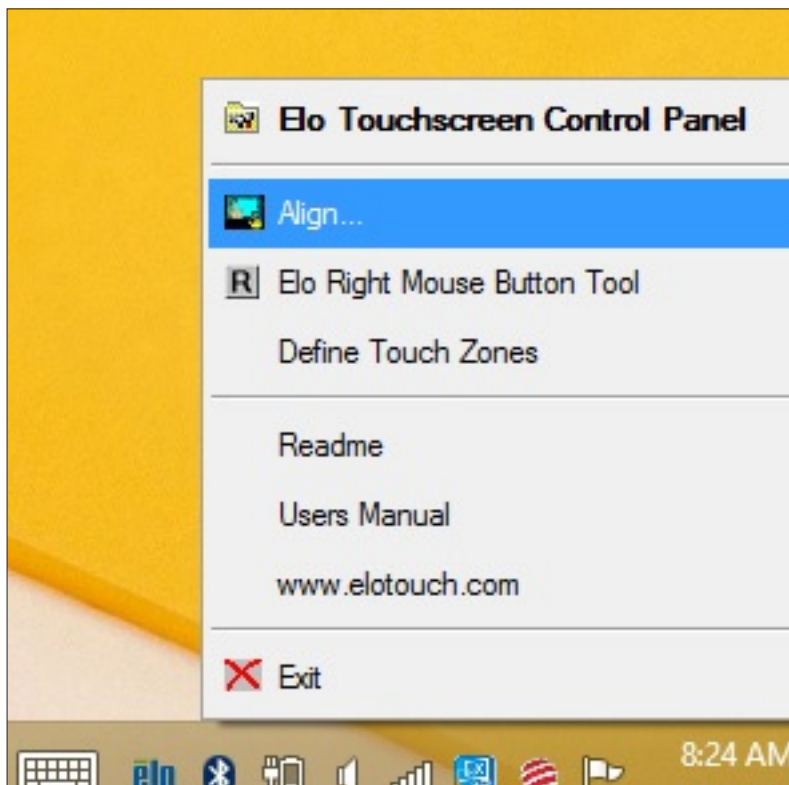 Elo Touchscreen Control Panel
Align...
R Elo Right Mouse Button Tool
Define Touch Zones
Readme
Users Manual
www.elotouch.com
Exit
elo
8:24 AM